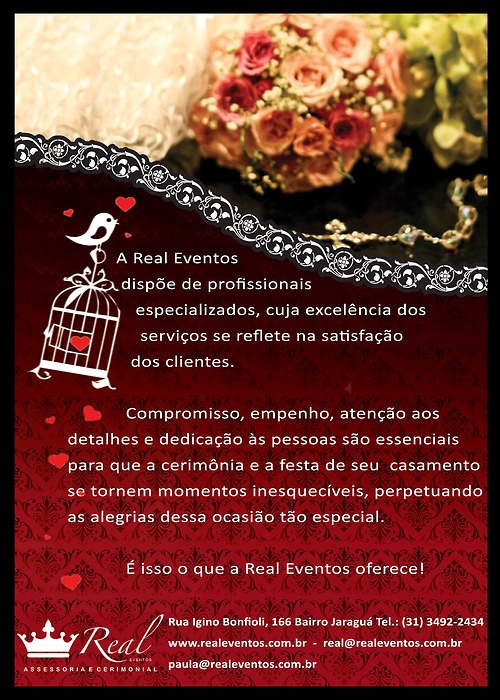 A Real Eventos
dispõe de profissionais
especializados, cuja excelência dos
serviços se reflete na satisfação
dos clientes.
Compromisso, empenho, atenção aos
detalhes e dedicação às pessoas são essenciais
para que a cerimônia e a festa de seu casamento
se tornem momentos inesquecíveis, perpetuando
as alegrias dessa ocasião tão especial.
É isso o que a Real Eventos oferece!
Real
EVENTOS
ASSESSORIA E CERIMONIAL
Rua Igino Bonfioli, 166 Bairro Jaraguá Tel.: (31) 3492-2434
www.realeventos.com.br - real@realeventos.com.br
paula@realeventos.com.br